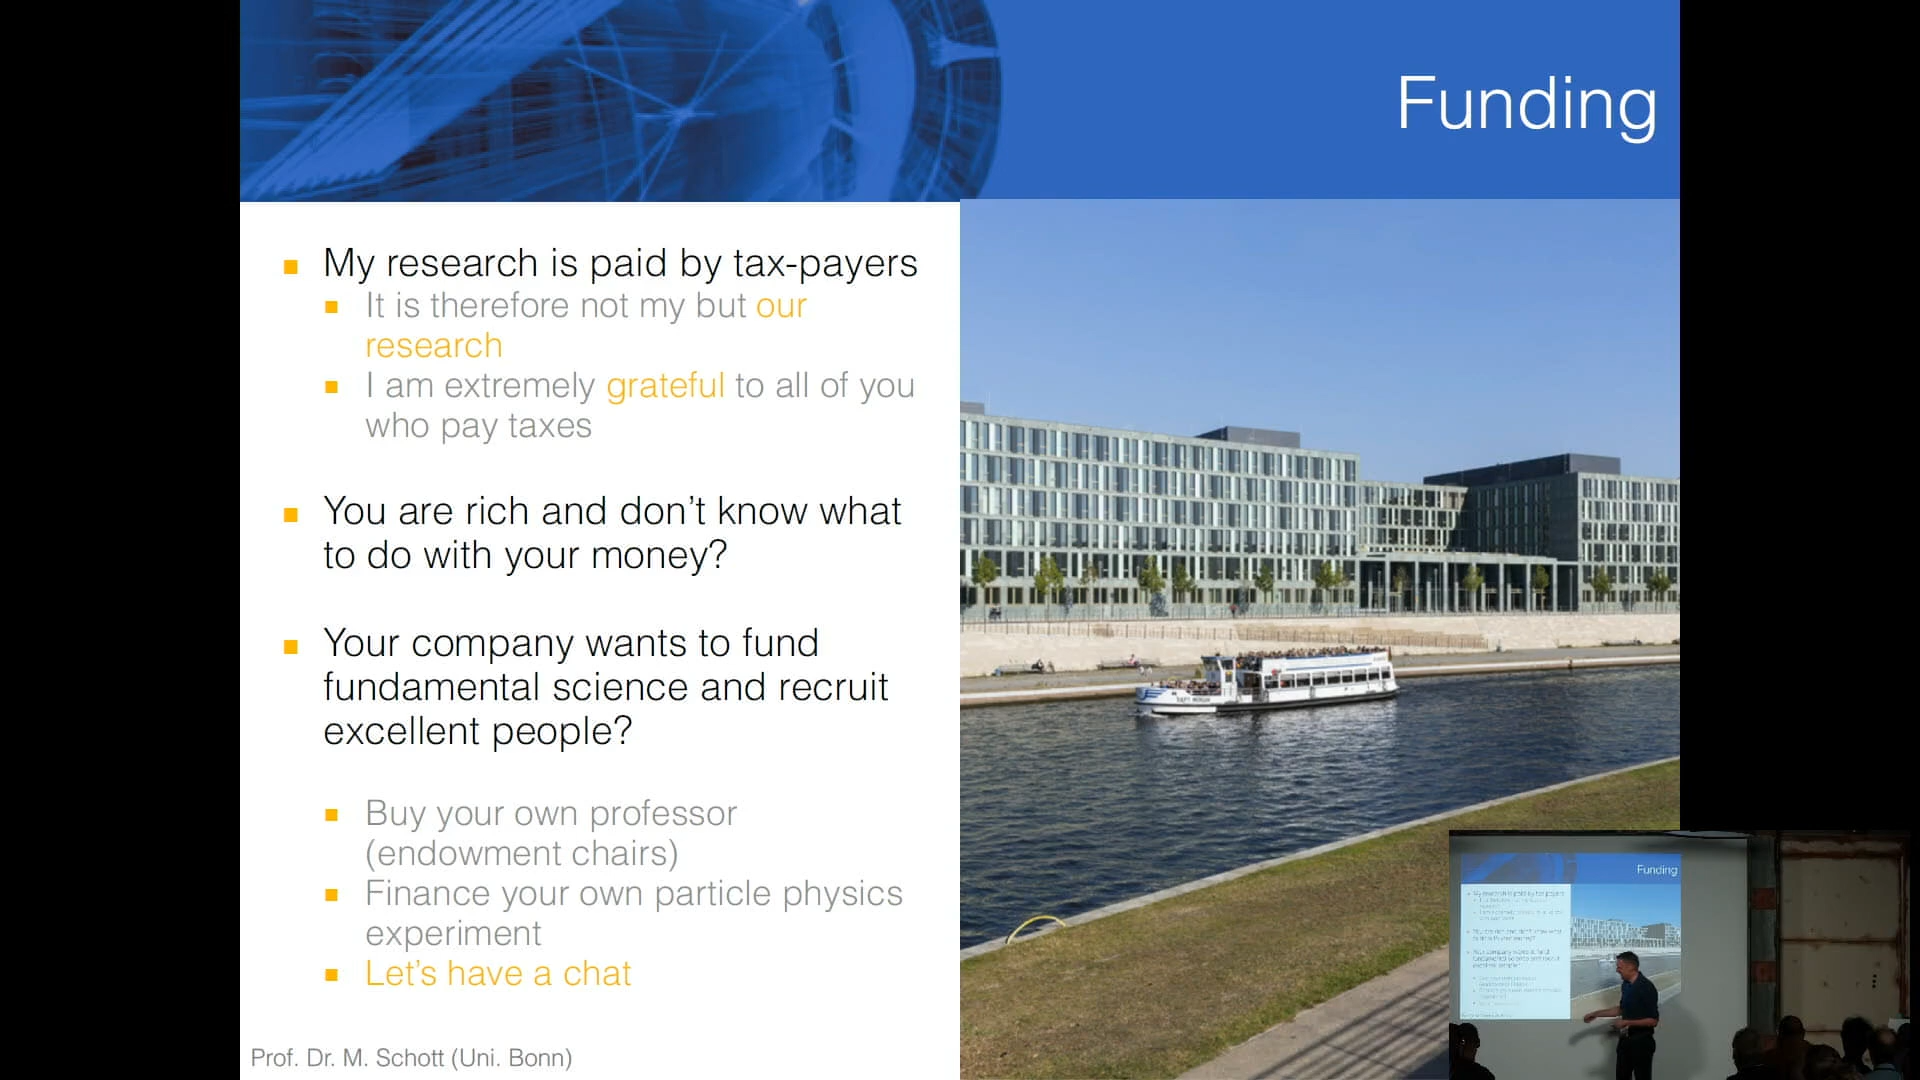 Funding
My research is paid by tax-payers
It is therefore not my but our
research
I am extremely grateful to all of you
who pay taxes
You are rich and don't know what
to do with your money?
Your company wants to fund
fundamental science and recruit
excellent people?
Buy your own professor
(endowment chairs)
Finance your own particle physics
experiment
Let's have a chat
Prof. Dr. M. Schott (Uni. Bonn)
Funding